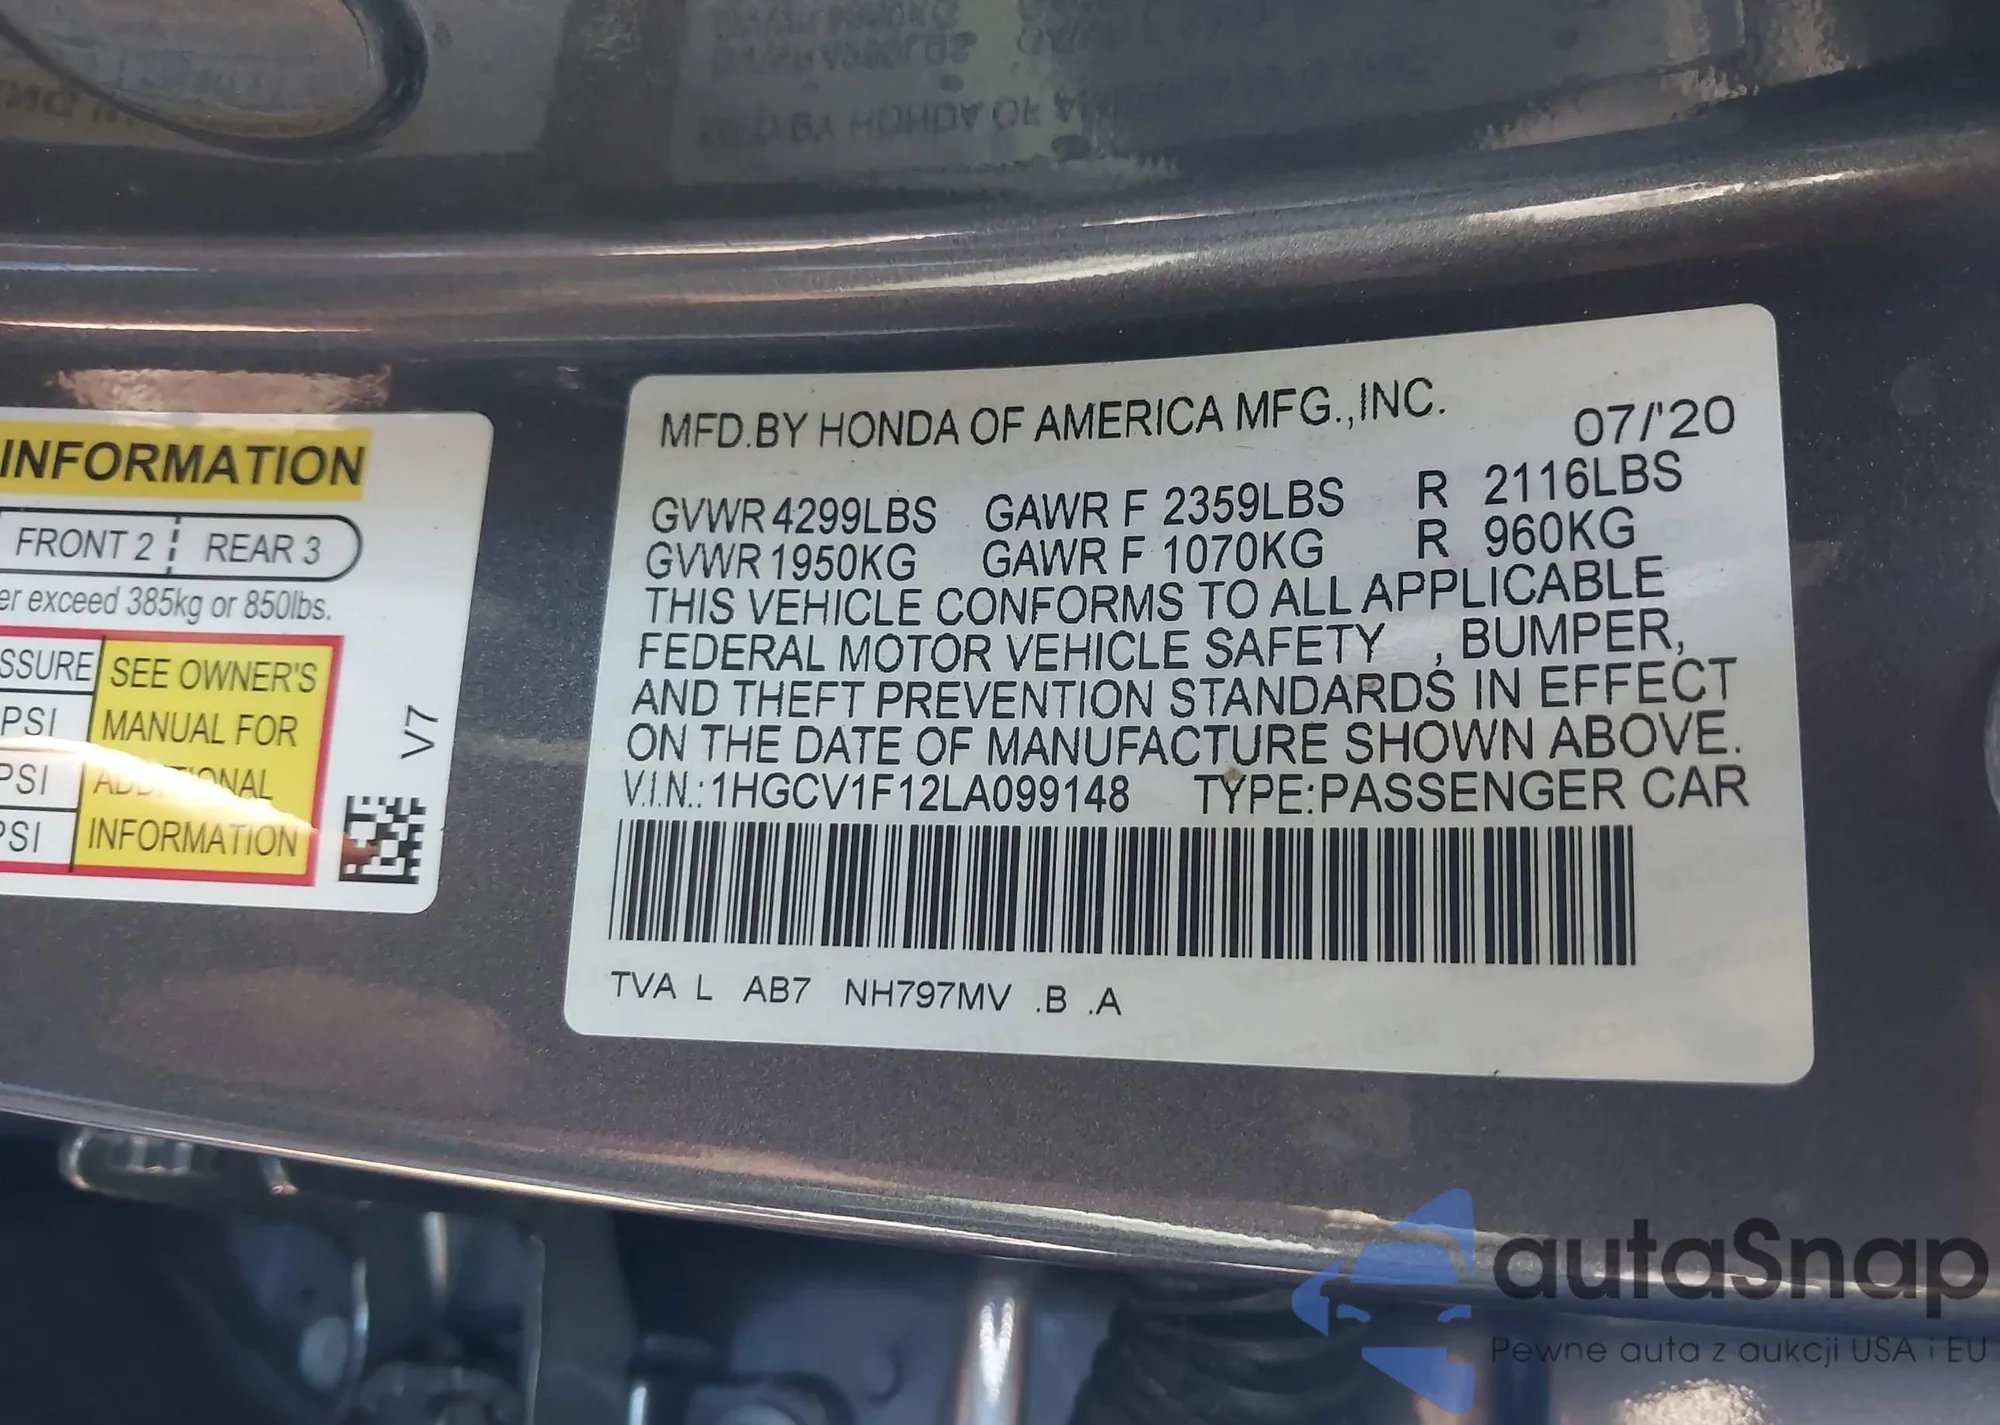 INFORMATION
FRONT 2 REAR 3
er exceed 385kg or 850lbs.
SSURE SEE OWNER'S
PSI MANUAL FOR
PSI ADDITIONAL
PSI INFORMATION
V7
MFD.BY HONDA OF AMERICA MFG.,INC. 07/'20
GVWR 4299LBS GAWR F 2359LBS R 2116LBS
GVWR 1950KG GAWR F 1070KG R 960KG
THIS VEHICLE CONFORMS TO ALL APPLICABLE
FEDERAL MOTOR VEHICLE SAFETY , BUMPER,
AND THEFT PREVENTION STANDARDS IN EFFECT
ON THE DATE OF MANUFACTURE SHOWN ABOVE.
V.I.N.: 1HGCV1F12LA099148 TYPE:PASSENGER CAR
TVA L AB7 NH797MV .B .A
autaSnap
Pewne auta z aukcji USA i EU